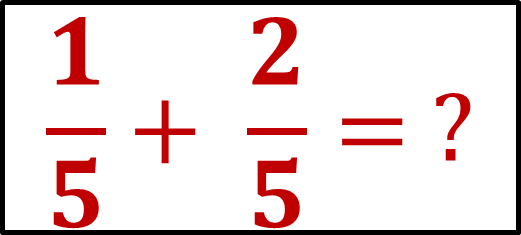 1/5 + 2/5 = ?